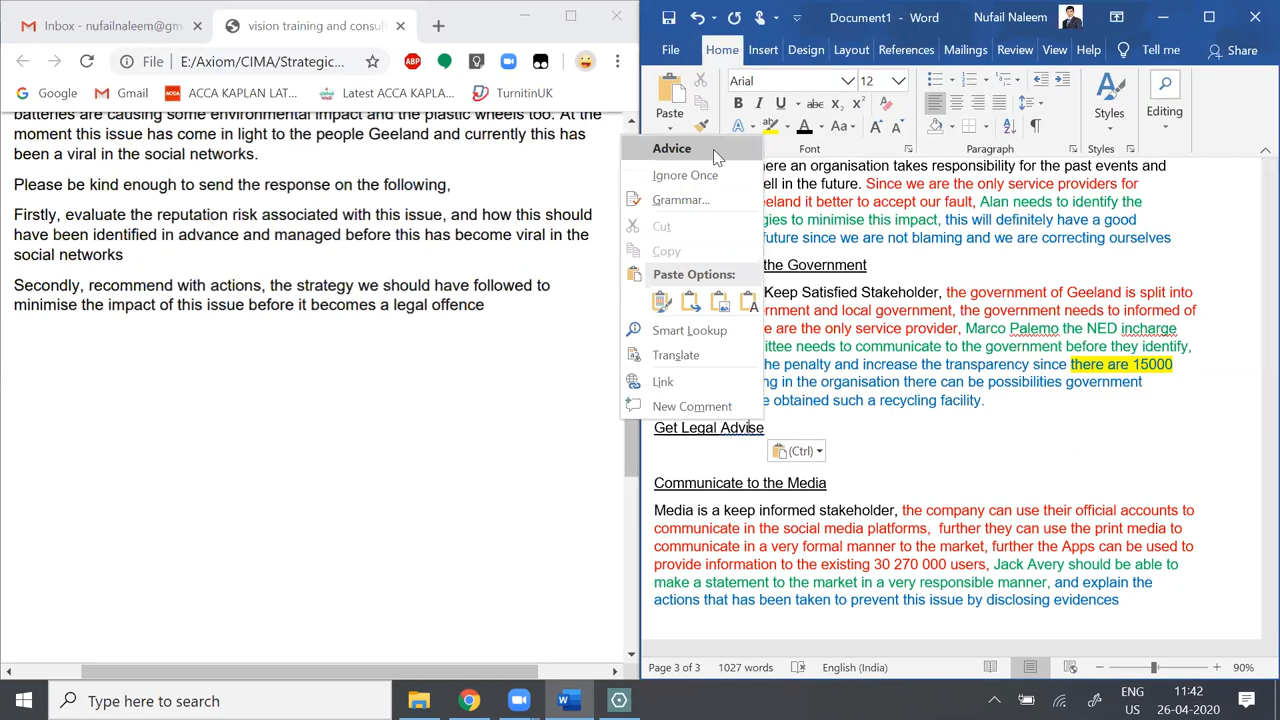 Inbox - nufailnaleem@gm
vision training and consul
File E:/Axiom/CIMA/Strategic...
ABP
Google
Gmail
ACCA KAPLAN LAT...
Latest ACCA KAPLA...
TurnitinUK
batteries are causing some environmental impact and the plastic wheels too. At the
moment this issue has come in light to the people Geeland and currently this has
been a viral in the social networks.
Please be kind enough to send the response on the following,
Firstly, evaluate the reputation risk associated with this issue, and how this should
have been identified in advance and managed before this has become viral in the
social networks
Secondly, recommend with actions, the strategy we should have followed to
minimise the impact of this issue before it becomes a legal offence
Document1 - Word
Nufail Naleem
File Home Insert Design Layout References Mailings Review View Help Tell me Share
Paste
Arial 12
Styles
Editing
Font
Paragraph
Styles
Advice
Ignore Once
Grammar...
Cut
Copy
Paste Options:
Smart Lookup
Translate
Link
New Comment
here an organisation takes responsibility for the past events and
ell in the future. Since we are the only service providers for
eeland it better to accept our fault, Alan needs to identify the
gies to minimise this impact, this will definitely have a good
future since we are not blaming and we are correcting ourselves
the Government
Keep Satisfied Stakeholder, the government of Geeland is split into
ernment and local government, the government needs to informed of
e are the only service provider, Marco Palemo the NED incharge
ittee needs to communicate to the government before they identify,
he penalty and increase the transparency since there are 15000
ng in the organisation there can be possibilities government
e obtained such a recycling facility.
Get Legal Advise
(Ctrl)
Communicate to the Media
Media is a keep informed stakeholder, the company can use their official accounts to
communicate in the social media platforms, further they can use the print media to
communicate in a very formal manner to the market, further the Apps can be used to
provide information to the existing 30 270 000 users, Jack Avery should be able to
make a statement to the market in a very responsible manner, and explain the
actions that has been taken to prevent this issue by disclosing evidences
Page 3 of 3 1027 words English (India) 90%
Type here to search
ENG
US
11:42
26-04-2020